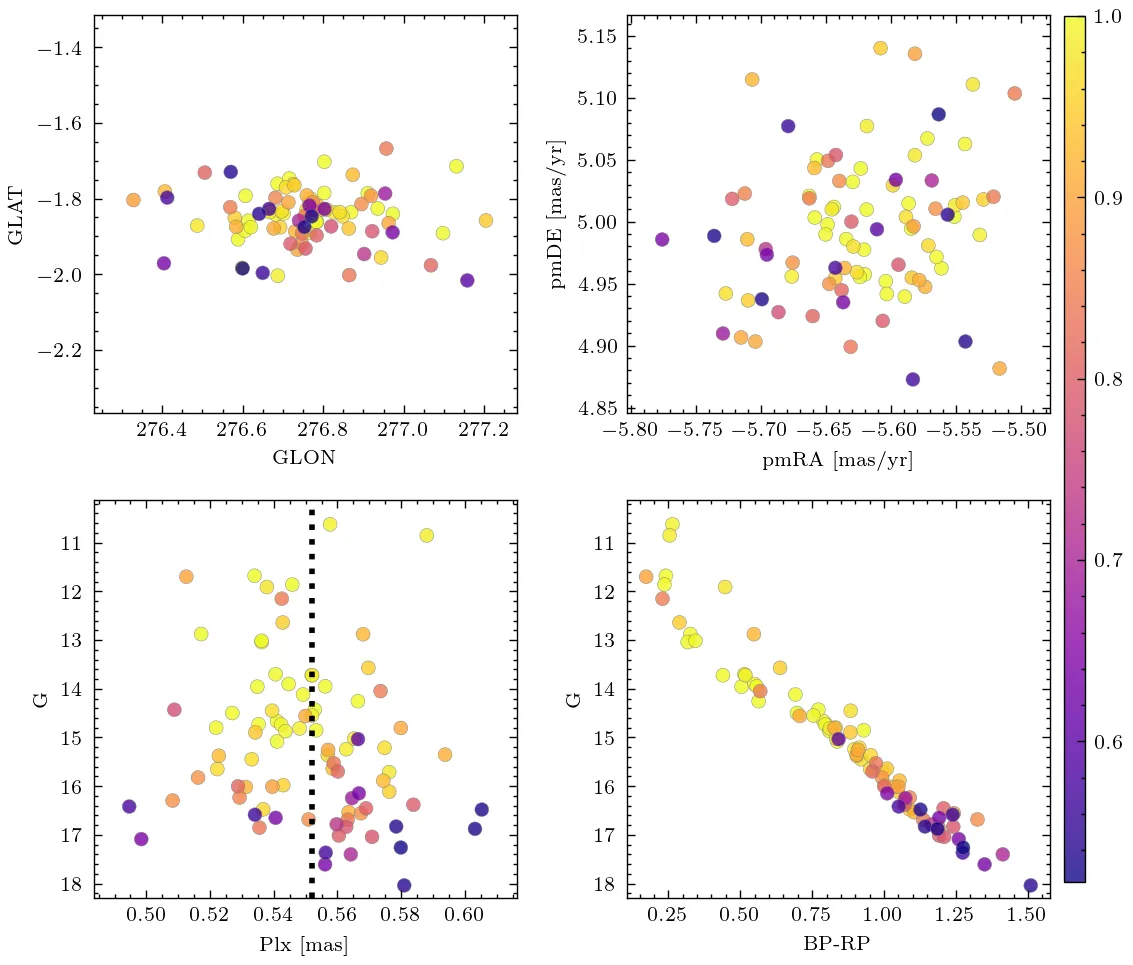 −1.4
−1.6
−1.8
−2.0
−2.2
GLAT
276.4 276.6 276.8 277.0 277.2
GLON
5.15
5.10
5.05
5.00
4.95
4.90
4.85
pmDE [mas/yr]
−5.80 −5.75 −5.70 −5.65 −5.60 −5.55 −5.50
pmRA [mas/yr]
1.0
0.9
0.8
0.7
0.6
11
12
13
14
15
16
17
18
G
0.50 0.52 0.54 0.56 0.58 0.60
Plx [mas]
11
12
13
14
15
16
17
18
G
0.25 0.50 0.75 1.00 1.25 1.50
BP-RP